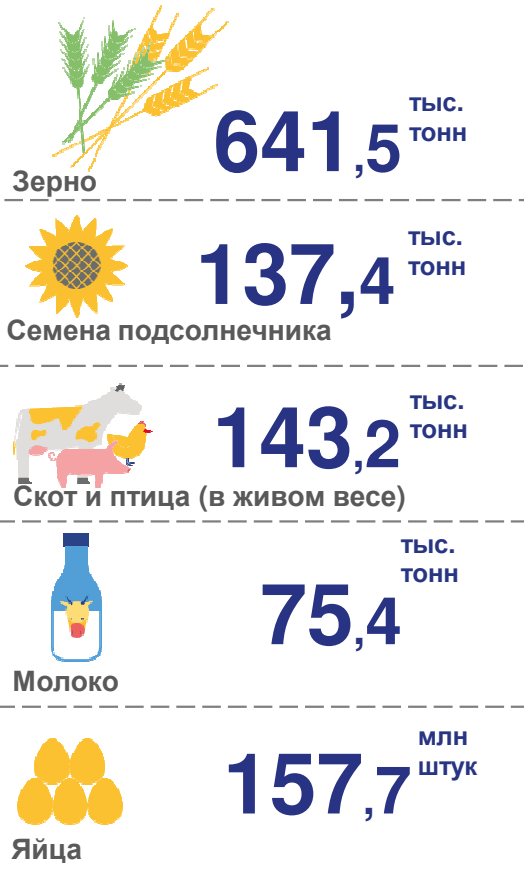 641,5 тыс. тонн
Зерно
137,4 тыс. тонн
Семена подсолнечника
143,2 тыс. тонн
Скот и птица (в живом весе)
75,4 тыс. тонн
Молоко
157,7 млн штук
Яйца